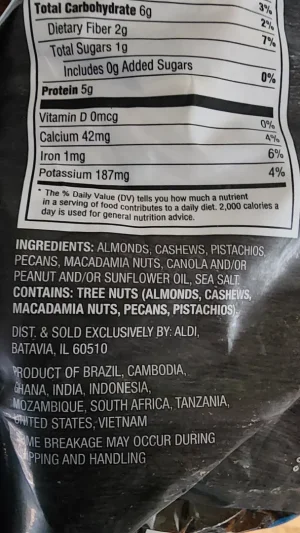 Total Carbohydrate 6g 3%
Dietary Fiber 2g 2%
Total Sugars 1g 7%
Includes 0g Added Sugars 0%
Protein 5g
Vitamin D 0mcg 0%
Calcium 42mg 4%
Iron 1mg 6%
Potassium 187mg 4%
* The % Daily Value (DV) tells you how much a nutrient
in a serving of food contributes to a daily diet. 2,000 calories a
day is used for general nutrition advice.
INGREDIENTS: ALMONDS, CASHEWS, PISTACHIOS,
PECANS, MACADAMIA NUTS, CANOLA AND/OR
PEANUT AND/OR SUNFLOWER OIL, SEA SALT.
CONTAINS: TREE NUTS (ALMONDS, CASHEWS,
MACADAMIA NUTS, PECANS, PISTACHIOS).
DIST. & SOLD EXCLUSIVELY BY: ALDI,
BATAVIA, IL 60510
PRODUCT OF BRAZIL, CAMBODIA,
GHANA, INDIA, INDONESIA,
MOZAMBIQUE, SOUTH AFRICA, TANZANIA,
UNITED STATES, VIETNAM
ME BREAKAGE MAY OCCUR DURING
PPING AND HANDLING